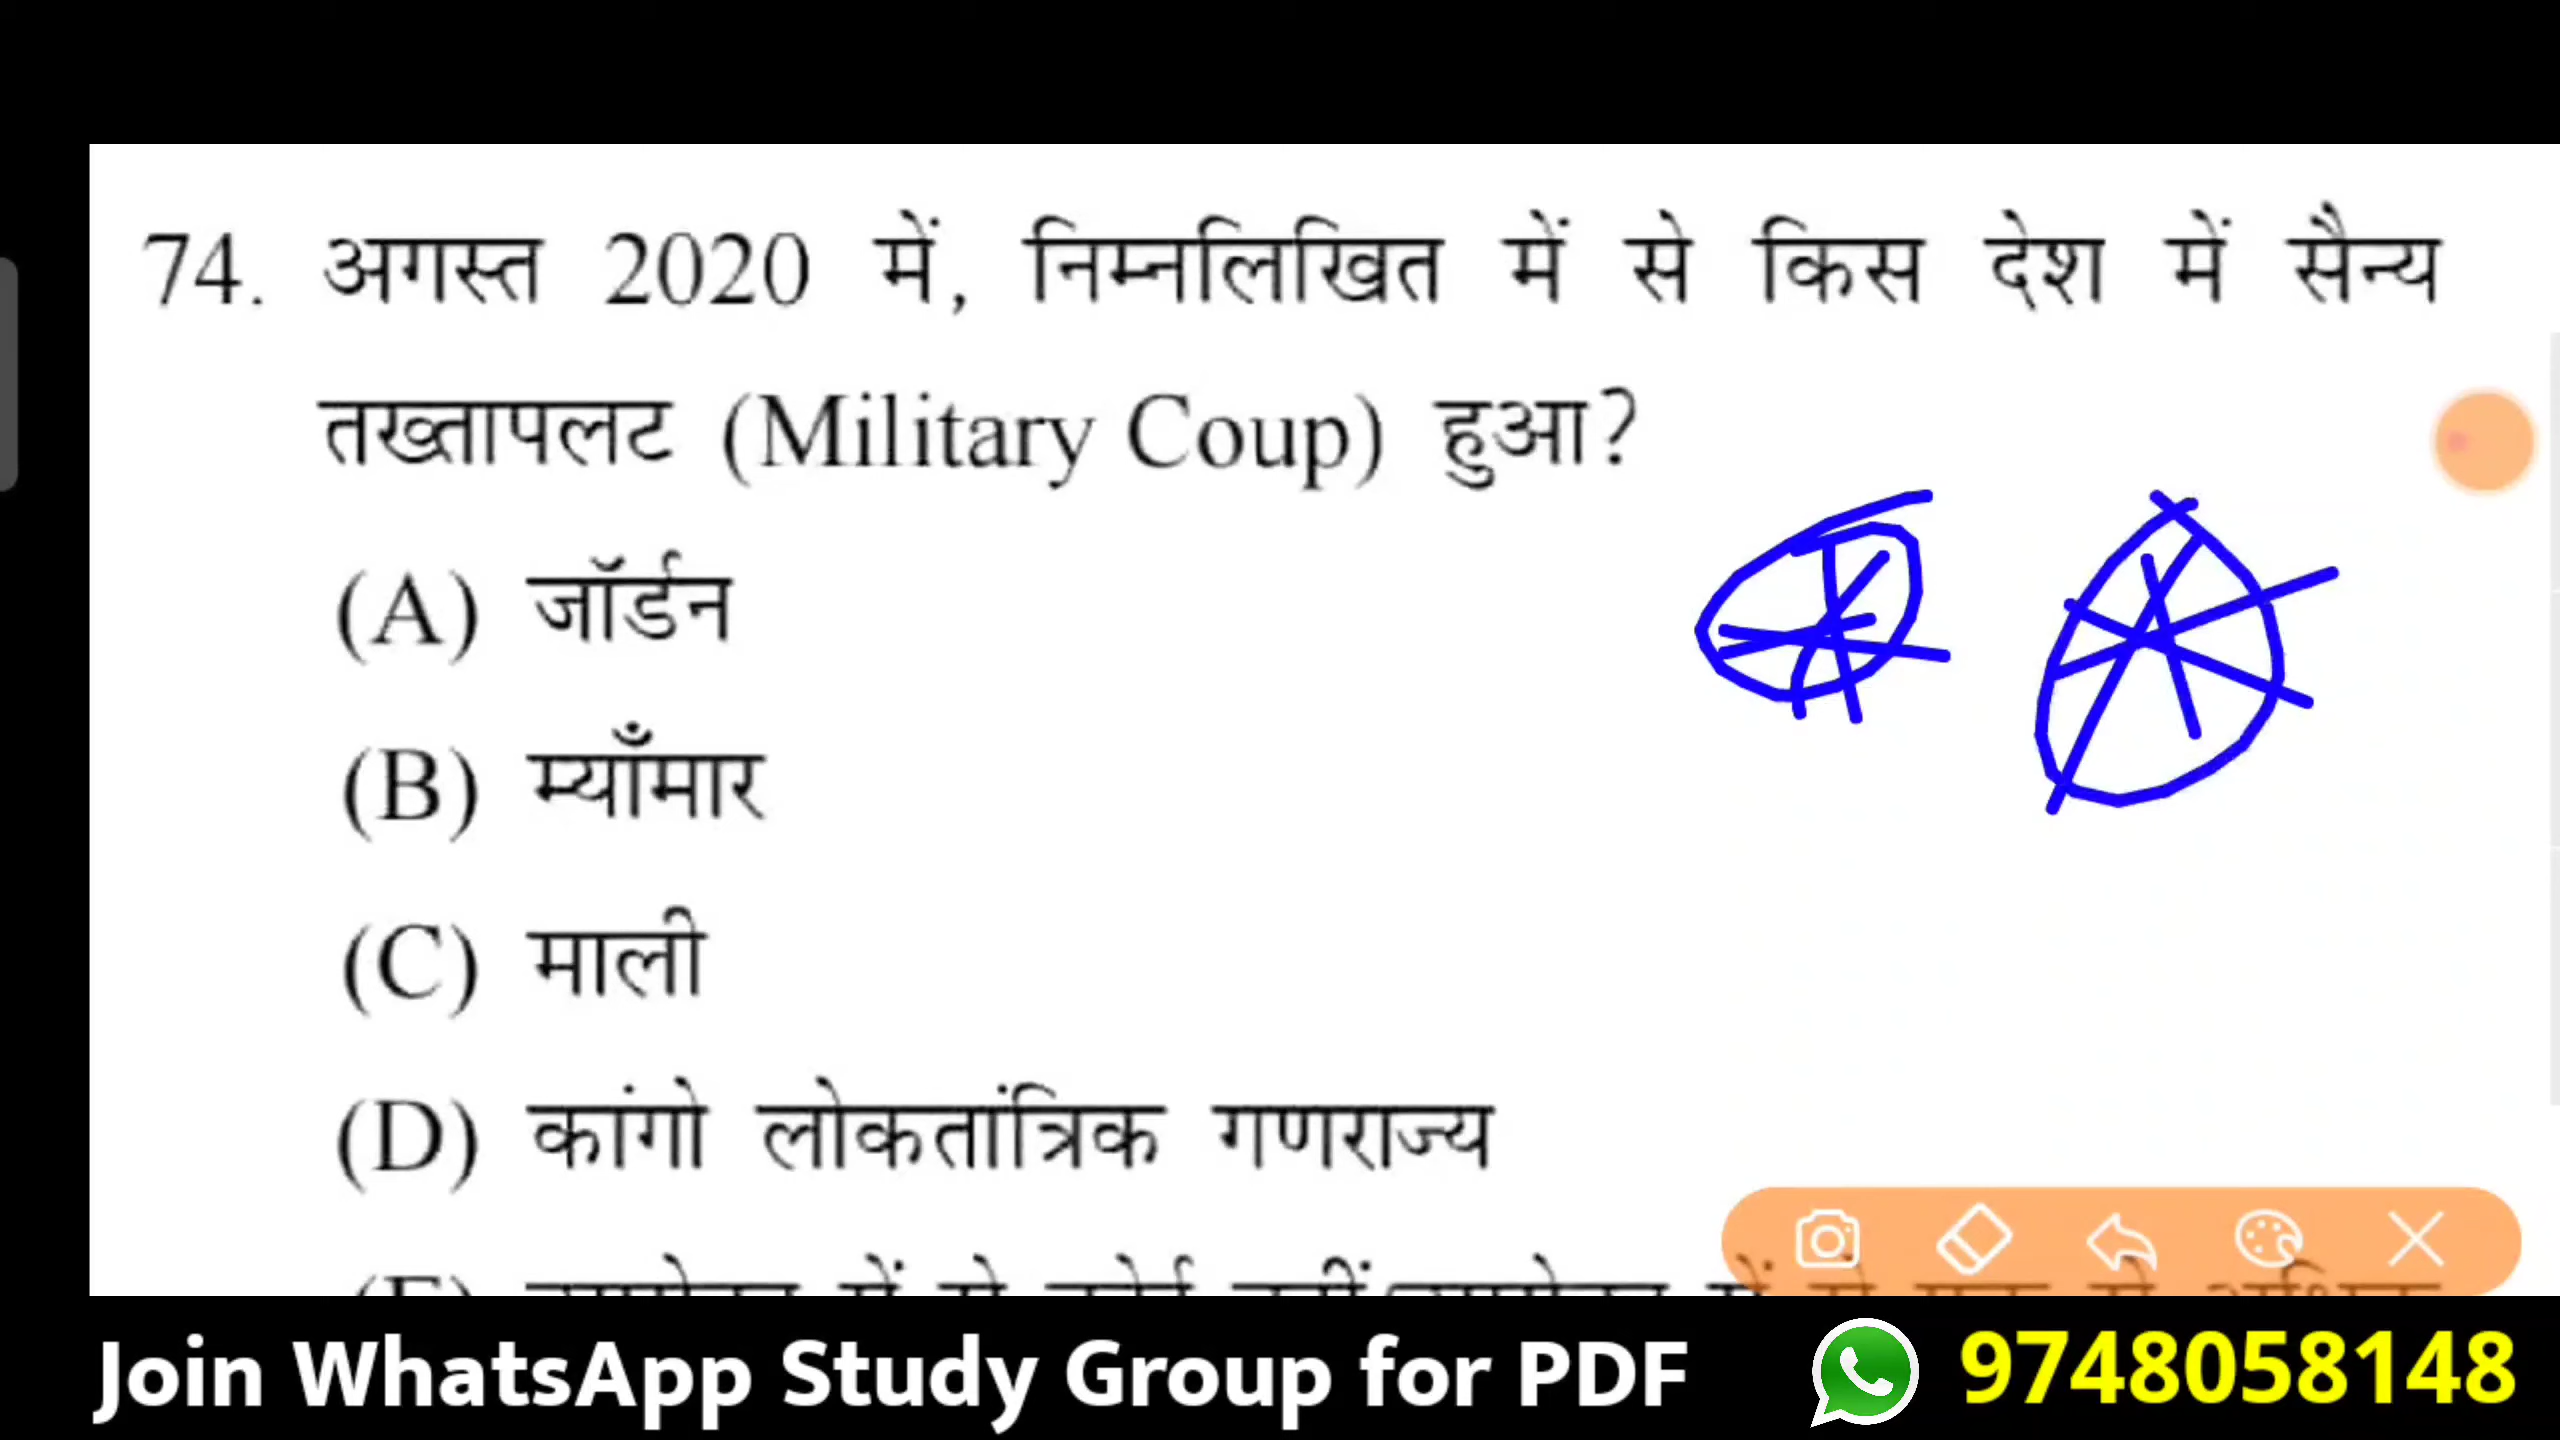 74. अगस्त 2020 में, निम्नलिखित में से किस देश में सैन्य
तख्तापलट (Military Coup) हुआ?
(A) जॉर्डन
(B) म्याँमार
(C) माली
(D) कांगो लोकतांत्रिक गणराज्य
Join WhatsApp Study Group for PDF 9748058148